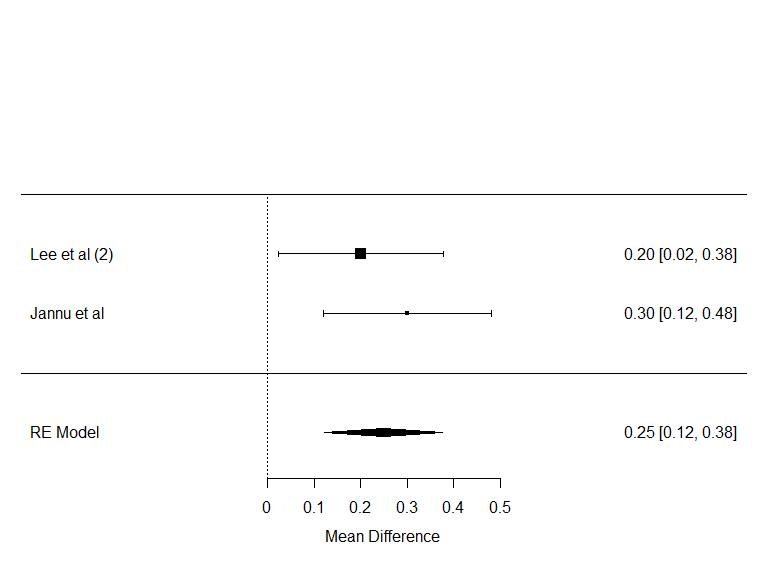 Lee et al (2) 0.20 [0.02, 0.38]
Jannu et al 0.30 [0.12, 0.48]
RE Model 0.25 [0.12, 0.38]
0 0.1 0.2 0.3 0.4 0.5
Mean Difference